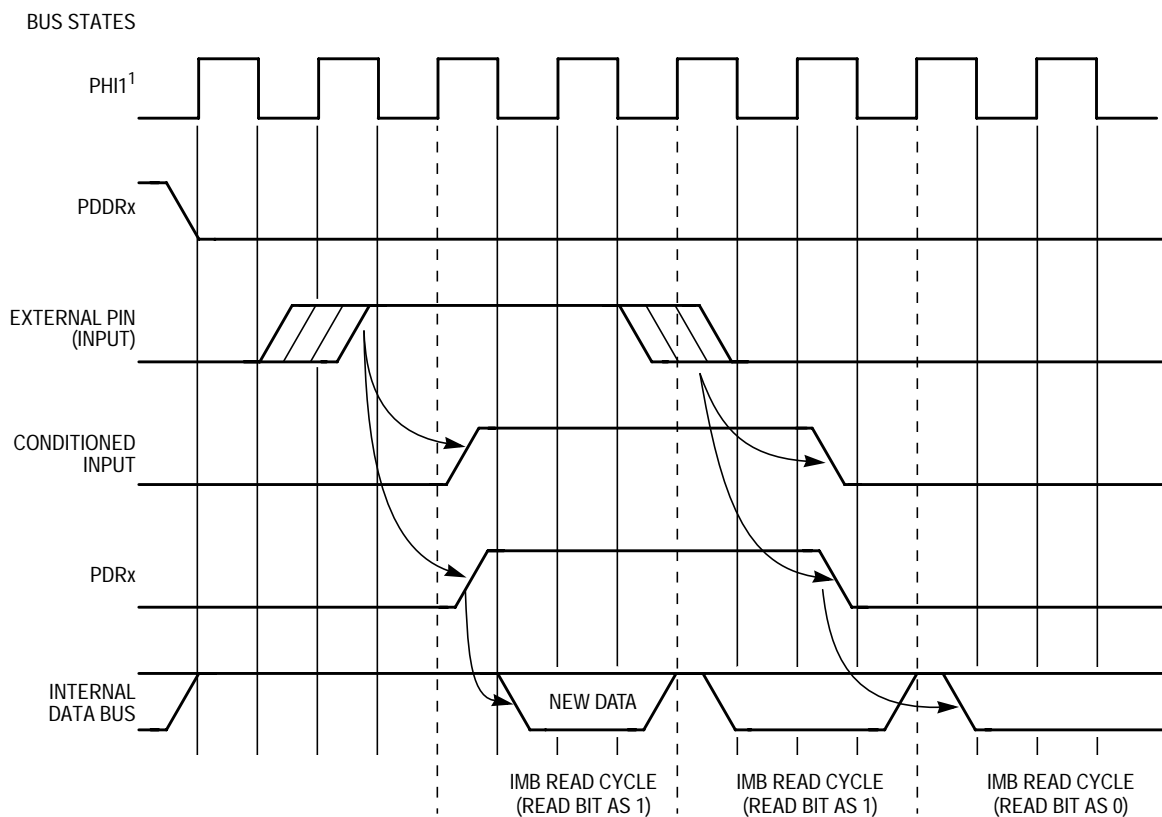 BUS STATES
PHI1¹
PDDRx
EXTERNAL PIN
(INPUT)
CONDITIONED
INPUT
PDRx
INTERNAL
DATA BUS
NEW DATA
IMB READ CYCLE
(READ BIT AS 1)
IMB READ CYCLE
(READ BIT AS 1)
IMB READ CYCLE
(READ BIT AS 0)